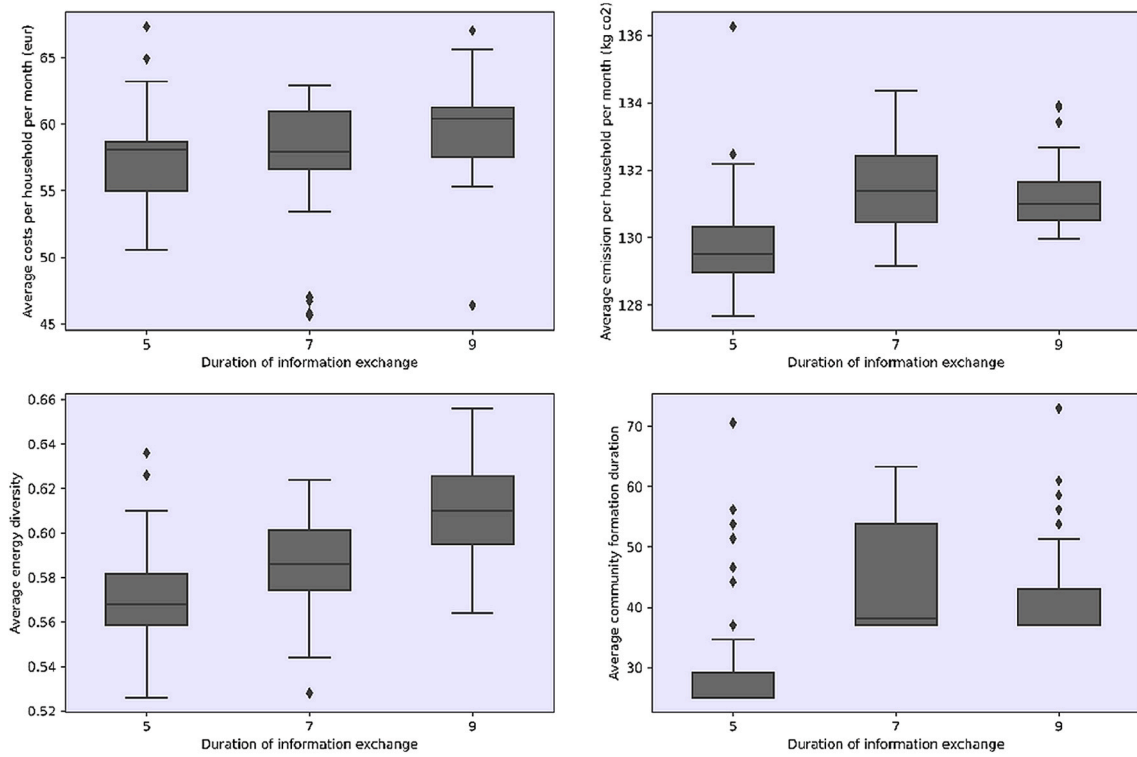 Average costs per household per month (eur)
65
60
55
50
45
5 7 9
Duration of information exchange
Average emission per household per month (kg co2)
136
134
132
130
128
5 7 9
Duration of information exchange
Average energy diversity
0.66
0.64
0.62
0.60
0.58
0.56
0.54
0.52
5 7 9
Duration of information exchange
Average community formation duration
70
60
50
40
30
5 7 9
Duration of information exchange